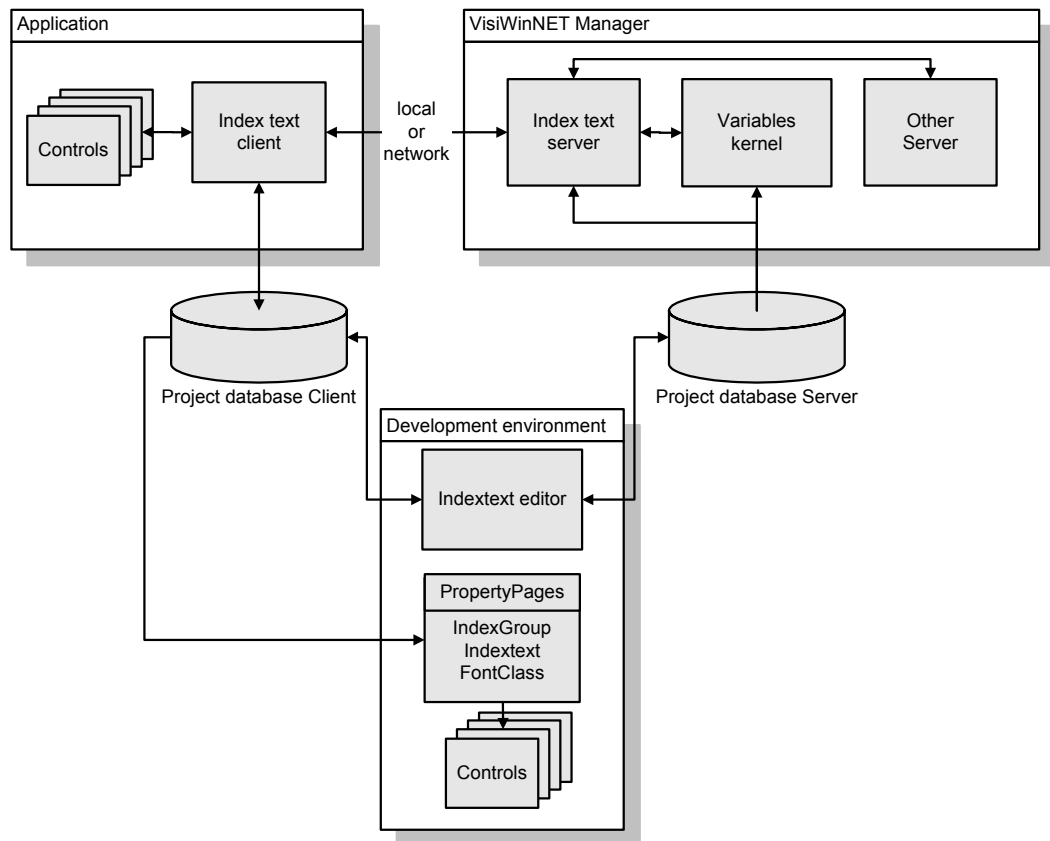 Application
VisiWinNET Manager
Controls
Index text
client
local
or
network
Index text
server
Variables
kernel
Other
Server
Project database Client
Project database Server
Development environment
Indextext editor
PropertyPages
IndexGroup
Indextext
FontClass
Controls